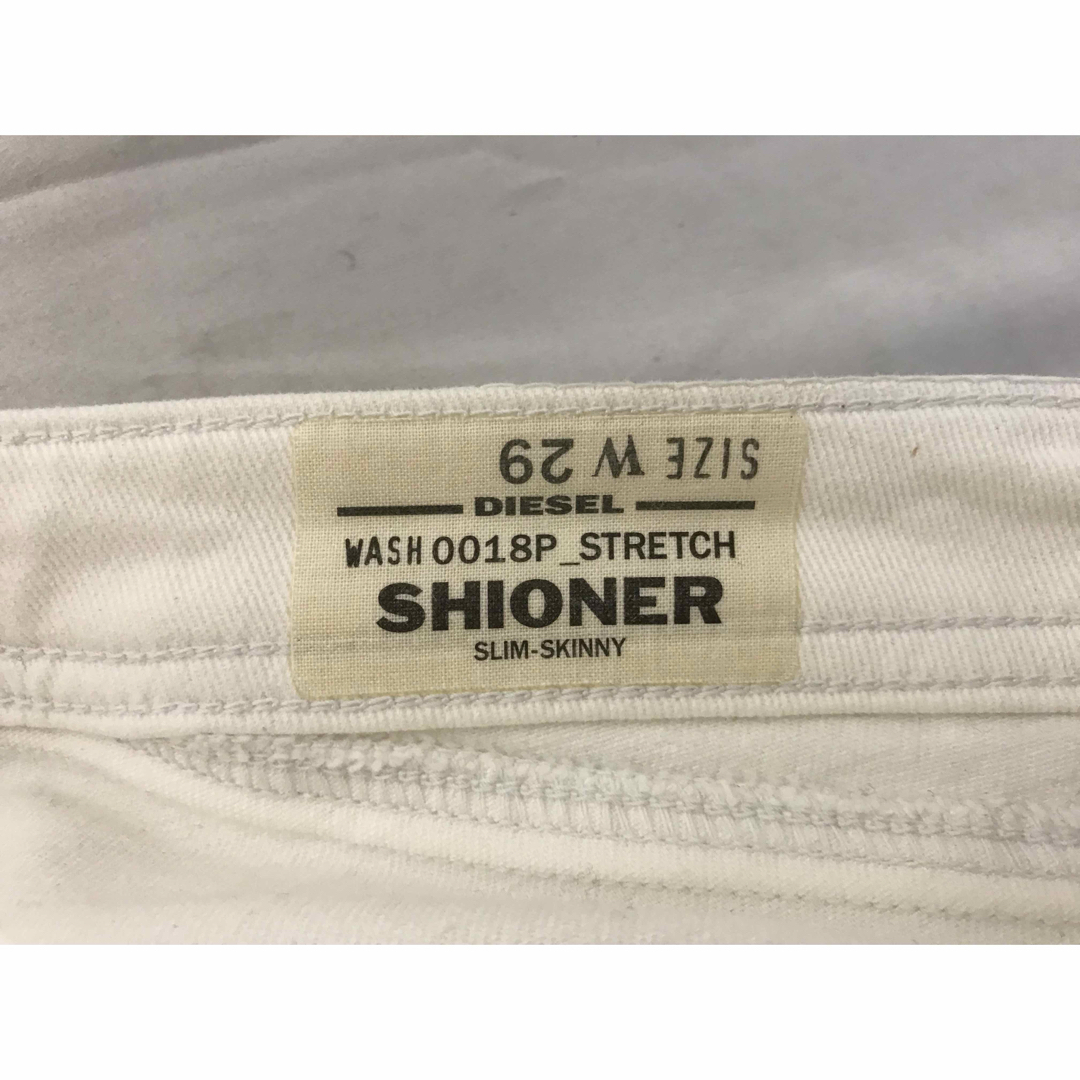 SIZE W 29
DIESEL
WASH 0018P_STRETCH
SHIONER
SLIM-SKINNY